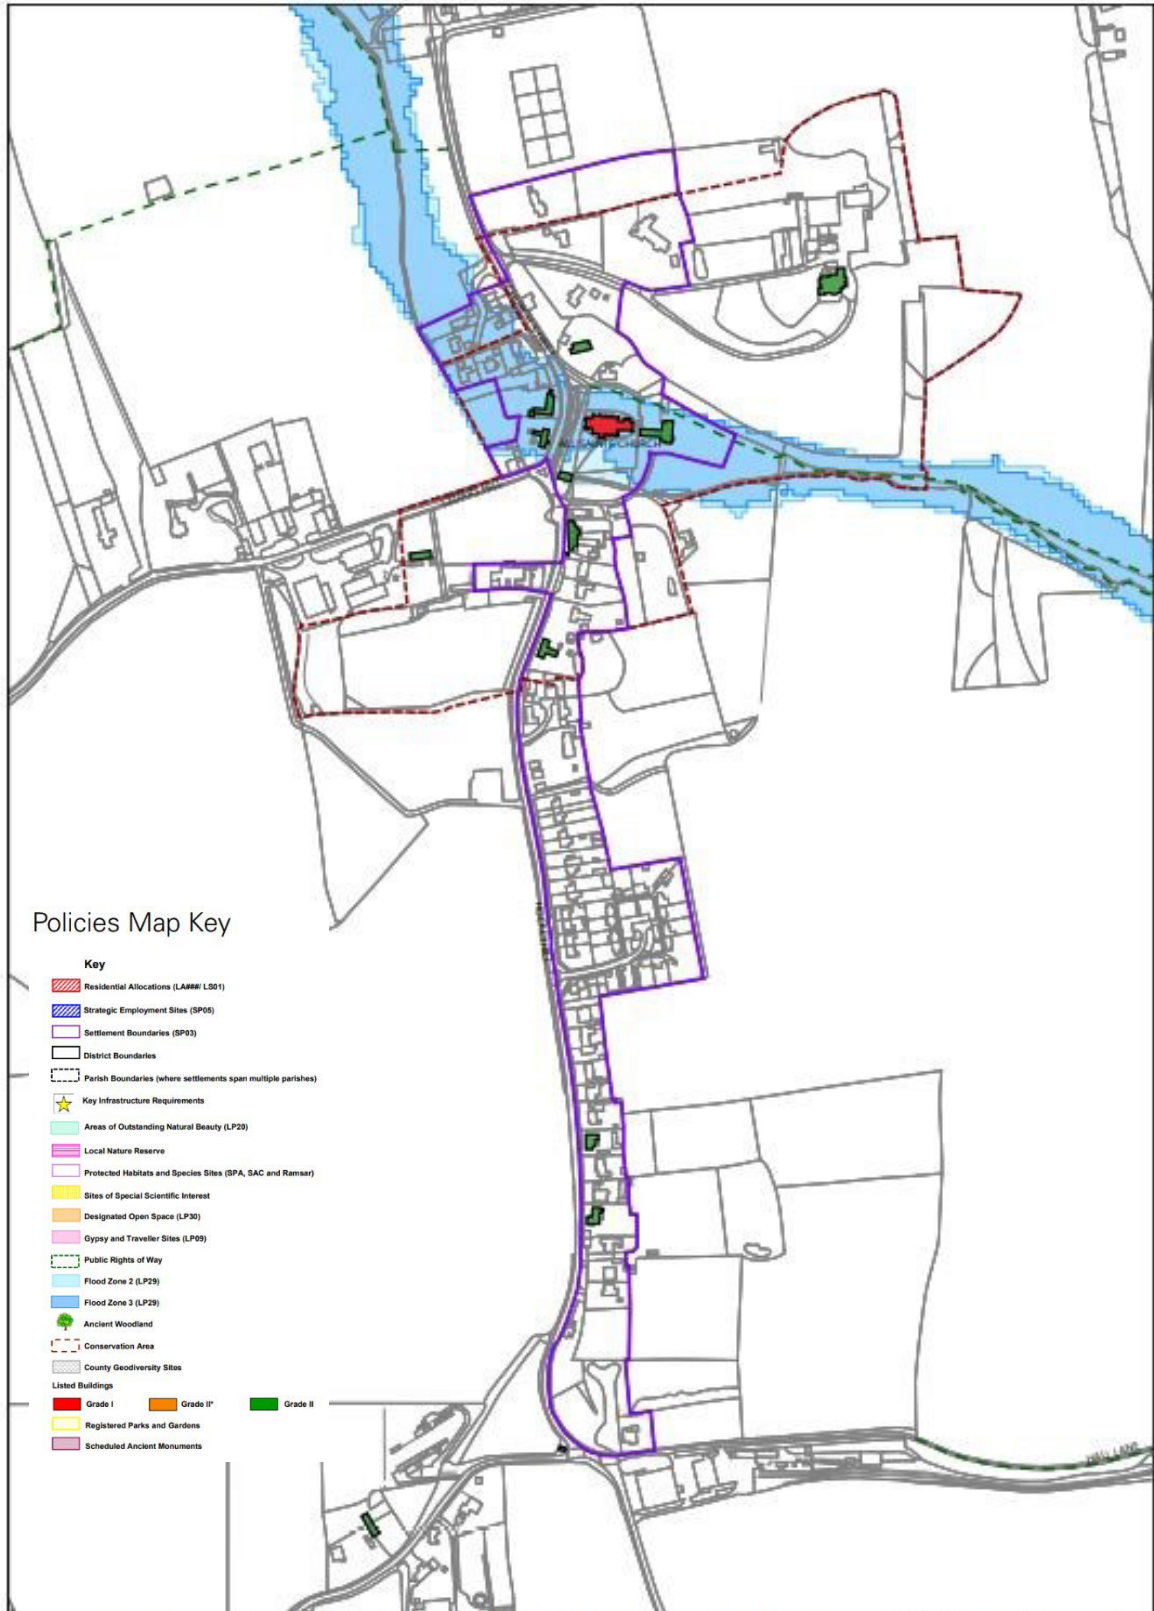 ALL SAINTS CHURCH
Policies Map Key
Key
Residential Allocations (LA###/ LS01)
Strategic Employment Sites (SP05)
Settlement Boundaries (SP03)
District Boundaries
Parish Boundaries (where settlements span multiple parishes)
Key Infrastructure Requirements
Areas of Outstanding Natural Beauty (LP20)
Local Nature Reserve
Protected Habitats and Species Sites (SPA, SAC and Ramsar)
Sites of Special Scientific Interest
Designated Open Space (LP30)
Gypsy and Traveller Sites (LP09)
Public Rights of Way
Flood Zone 2 (LP29)
Flood Zone 3 (LP29)
Ancient Woodland
Conservation Area
County Geodiversity Sites
Listed Buildings
Grade I Grade II* Grade II
Registered Parks and Gardens
Scheduled Ancient Monuments
LANE